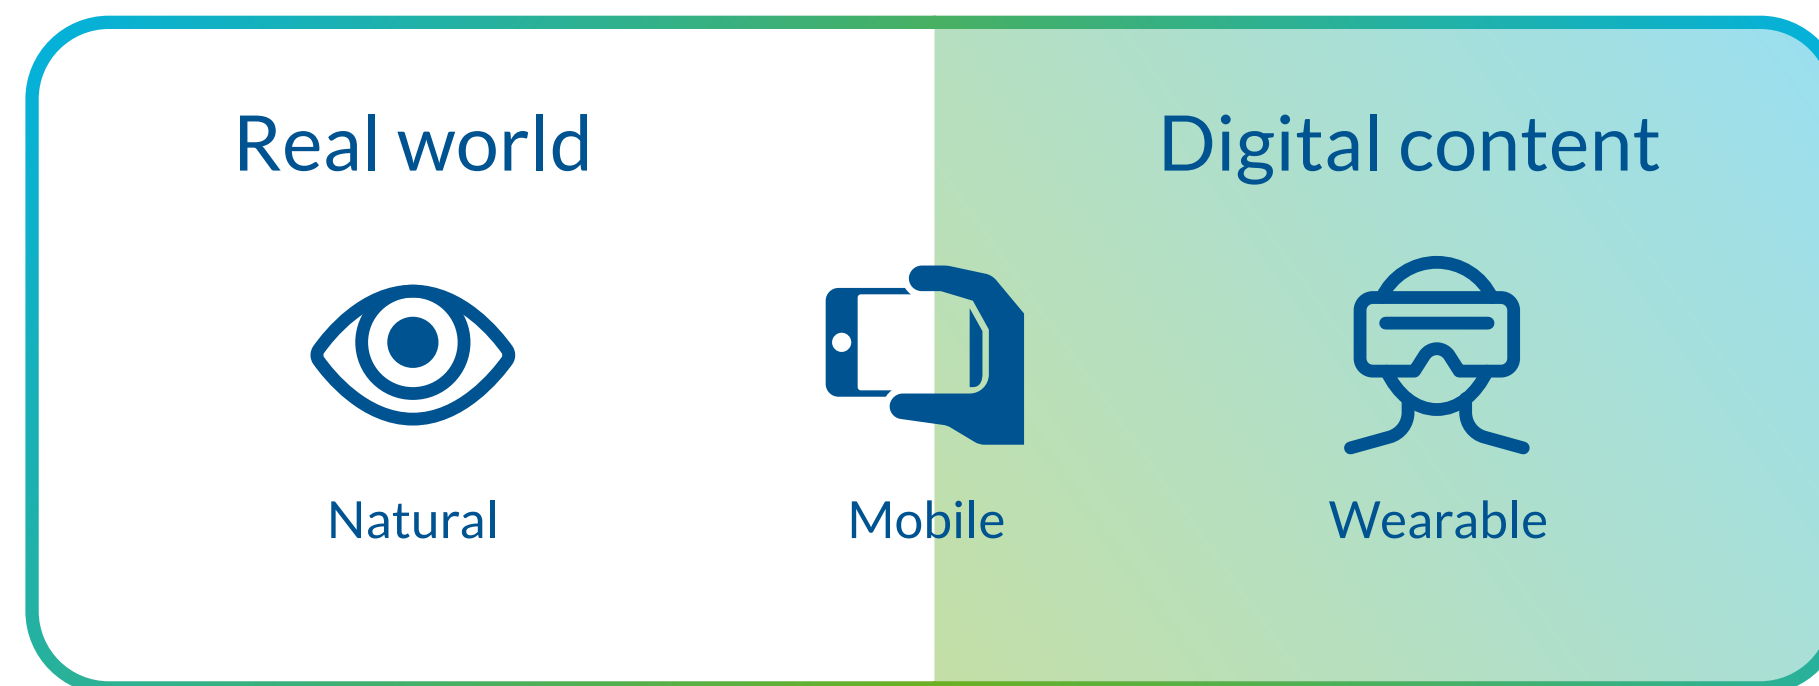 Real world
Digital content
Natural
Mobile
Wearable